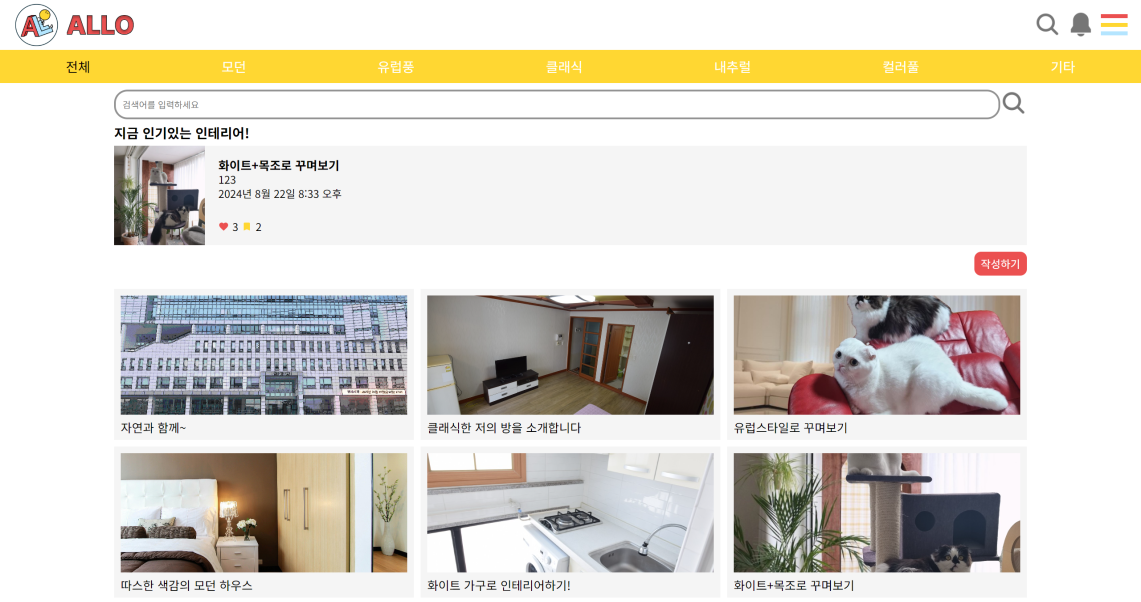 ALLO
전체 모던 유럽풍 클래식 내추럴 컬러풀 기타
검색어를 입력하세요
지금 인기있는 인테리어!
화이트+목조로 꾸며보기
123
2024년 8월 22일 8:33 오후
3 2
작성하기
자연과 함께~
클래식한 저의 방을 소개합니다
유럽스타일로 꾸며보기
따스한 색감의 모던 하우스
화이트 가구로 인테리어하기!
화이트+목조로 꾸며보기